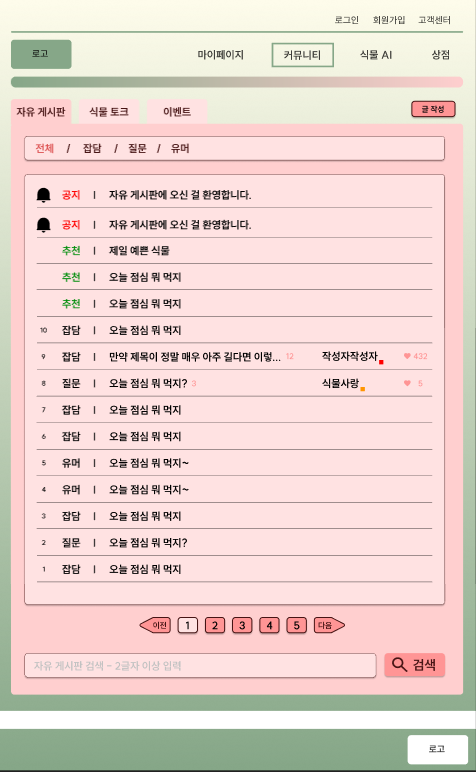 로그인 회원가입 고객센터
로고 마이페이지 커뮤니티 식물 AI 상점
자유 게시판 식물 토크 이벤트 글 작성
전체 / 잡담 / 질문 / 유머
공지 | 자유 게시판에 오신 걸 환영합니다.
공지 | 자유 게시판에 오신 걸 환영합니다.
추천 | 제일 예쁜 식물
추천 | 오늘 점심 뭐 먹지
추천 | 오늘 점심 뭐 먹지
10 잡담 | 오늘 점심 뭐 먹지
9 잡담 | 만약 제목이 정말 매우 아주 길다면 이렇... 12 작성자작성자 432
8 질문 | 오늘 점심 뭐 먹지? 3 식물사랑 5
7 잡담 | 오늘 점심 뭐 먹지
6 잡담 | 오늘 점심 뭐 먹지
5 유머 | 오늘 점심 뭐 먹지~
4 유머 | 오늘 점심 뭐 먹지~
3 잡담 | 오늘 점심 뭐 먹지
2 질문 | 오늘 점심 뭐 먹지?
1 잡담 | 오늘 점심 뭐 먹지
이전 1 2 3 4 5 다음
자유 게시판 검색 - 2글자 이상 입력 검색
로고